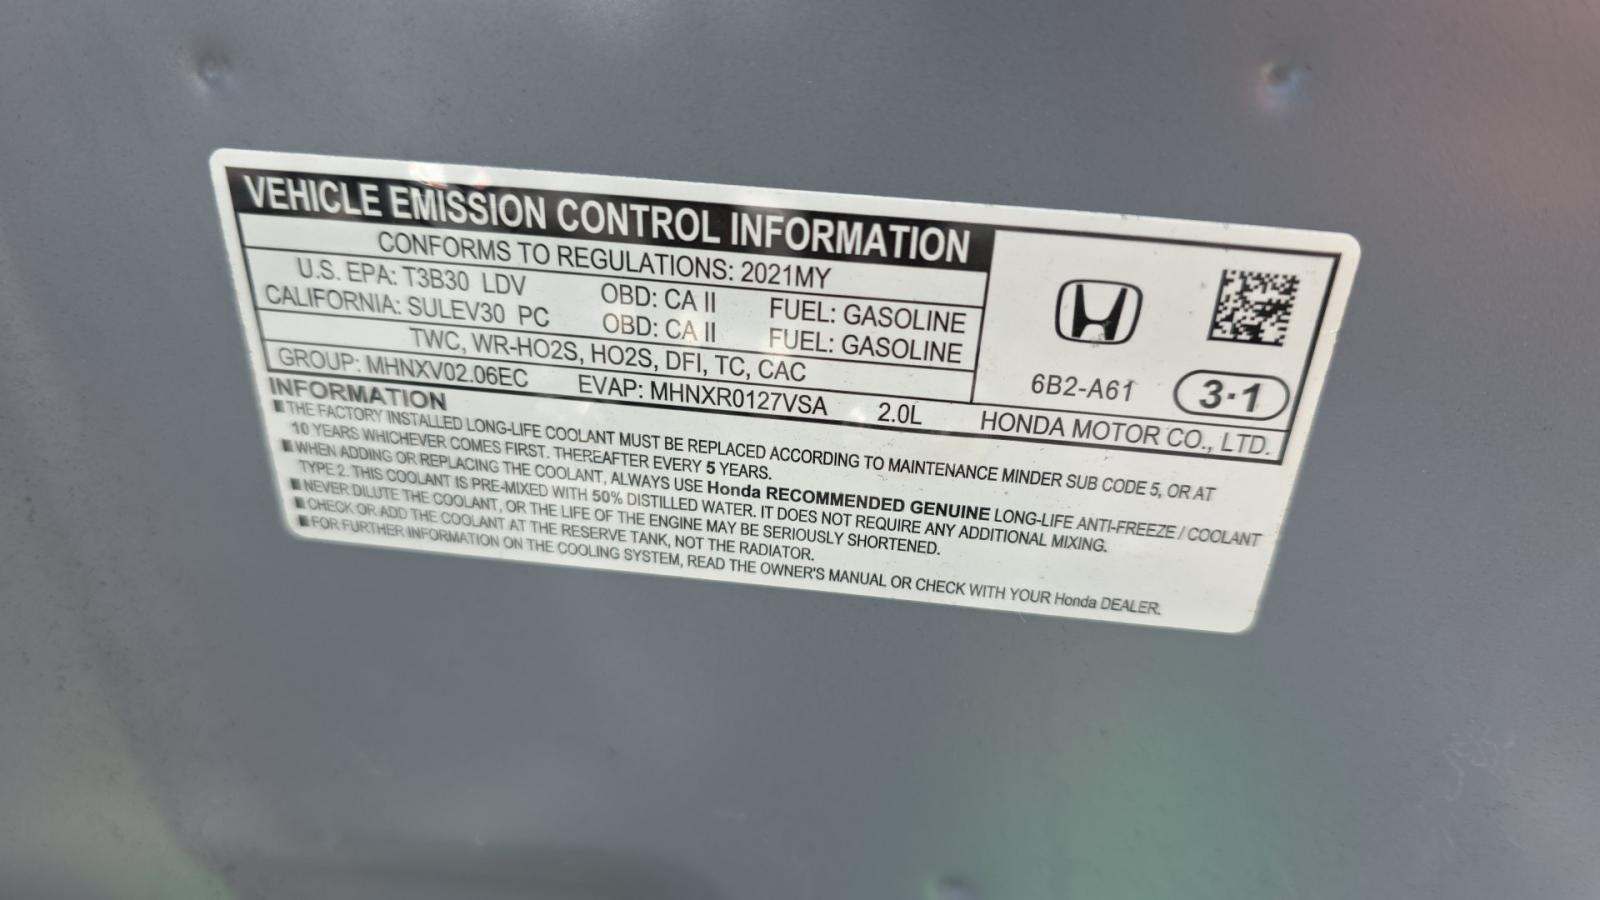 VEHICLE EMISSION CONTROL INFORMATION
CONFORMS TO REGULATIONS: 2021MY
U.S. EPA: T3B30 LDV OBD: CA II FUEL: GASOLINE
CALIFORNIA: SULEV30 PC OBD: CA II FUEL: GASOLINE
TWC, WR-HO2S, HO2S, DFI, TC, CAC
6B2-A61 3·1
GROUP: MHNXV02.06EC EVAP: MHNXR0127VSA 2.0L HONDA MOTOR CO., LTD.
INFORMATION
■ THE FACTORY INSTALLED LONG-LIFE COOLANT MUST BE REPLACED ACCORDING TO MAINTENANCE MINDER SUB CODE 5, OR AT
10 YEARS WHICHEVER COMES FIRST. THEREAFTER EVERY 5 YEARS.
■ WHEN ADDING OR REPLACING THE COOLANT, ALWAYS USE Honda RECOMMENDED GENUINE LONG-LIFE ANTI-FREEZE / COOLANT
TYPE 2. THIS COOLANT IS PRE-MIXED WITH 50% DISTILLED WATER. IT DOES NOT REQUIRE ANY ADDITIONAL MIXING.
■ NEVER DILUTE THE COOLANT, OR THE LIFE OF THE ENGINE MAY BE SERIOUSLY SHORTENED.
■ CHECK OR ADD THE COOLANT AT THE RESERVE TANK, NOT THE RADIATOR.
■ FOR FURTHER INFORMATION ON THE COOLING SYSTEM, READ THE OWNER'S MANUAL OR CHECK WITH YOUR Honda DEALER.